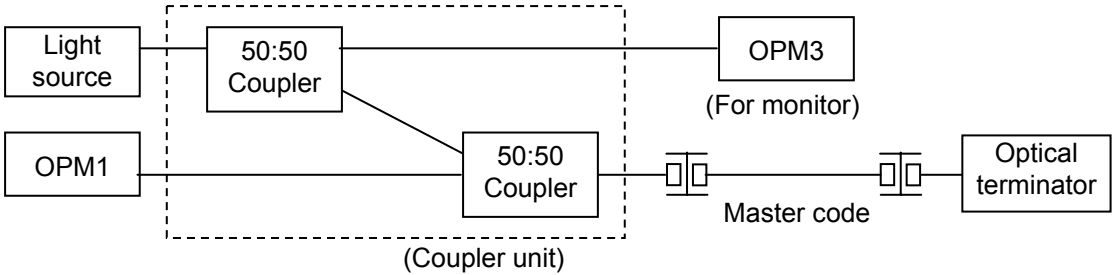 Light
source
50:50
Coupler
OPM3
(For monitor)
OPM1
50:50
Coupler
Optical
terminator
Master code
(Coupler unit)